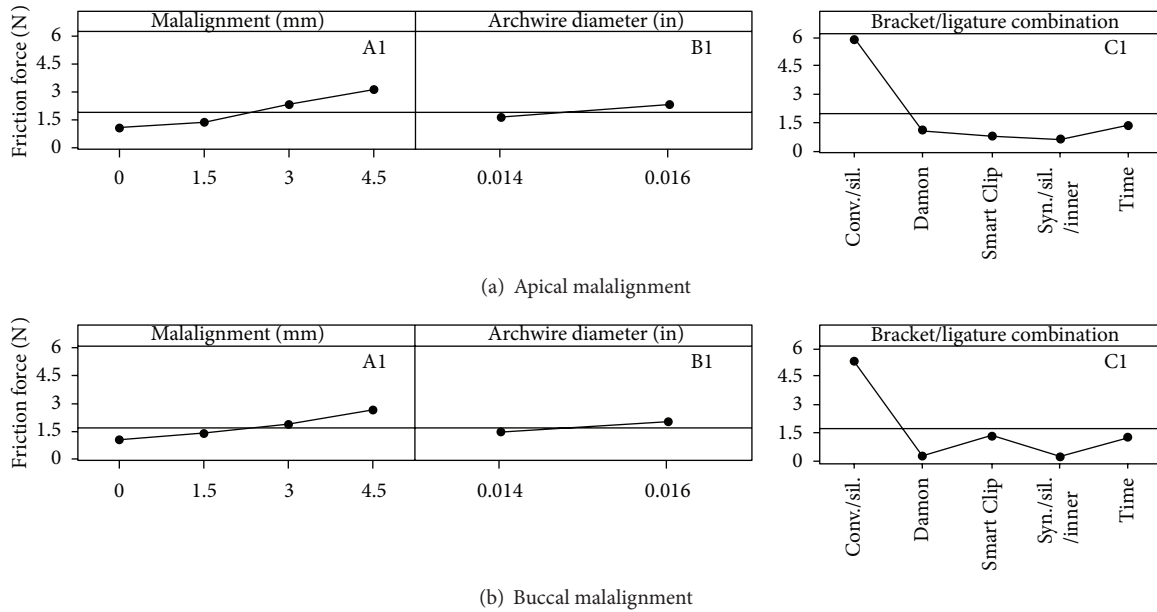 Malalignment (mm)
Archwire diameter (in)
Bracket/ligature combination
Friction force (N)
6
4.5
3
1.5
0
A1
B1
6
4.5
3
1.5
0
C1
0
1.5
3
4.5
0.014
0.016
Conv./sil.
Damon
Smart Clip
Syn./sil.
/inner
Time
(a) Apical malalignment
Malalignment (mm)
Archwire diameter (in)
Bracket/ligature combination
Friction force (N)
6
4.5
3
1.5
0
A1
B1
6
4.5
3
1.5
0
C1
0
1.5
3
4.5
0.014
0.016
Conv./sil.
Damon
Smart Clip
Syn./sil.
/inner
Time
(b) Buccal malalignment